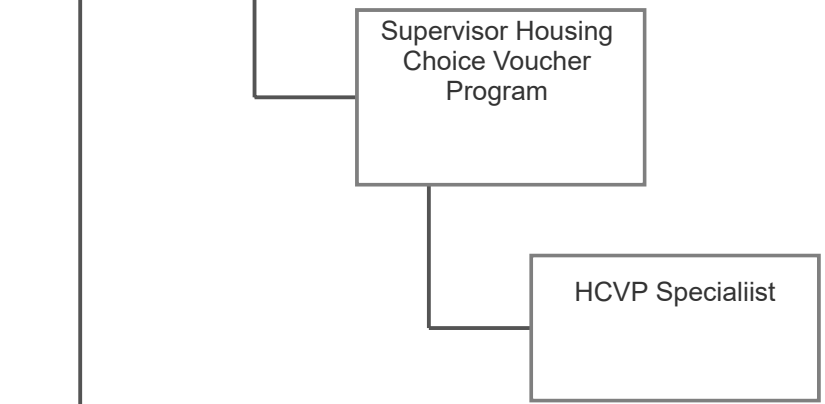 Supervisor Housing
Choice Voucher
Program
HCVP Specialiist